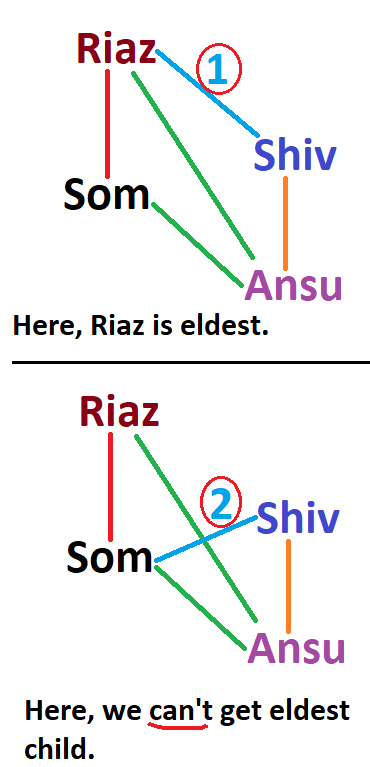 Riaz
1
Shiv
Som
Ansu
Here, Riaz is eldest.
Riaz
2
Shiv
Som
Ansu
Here, we can't get eldest
child.